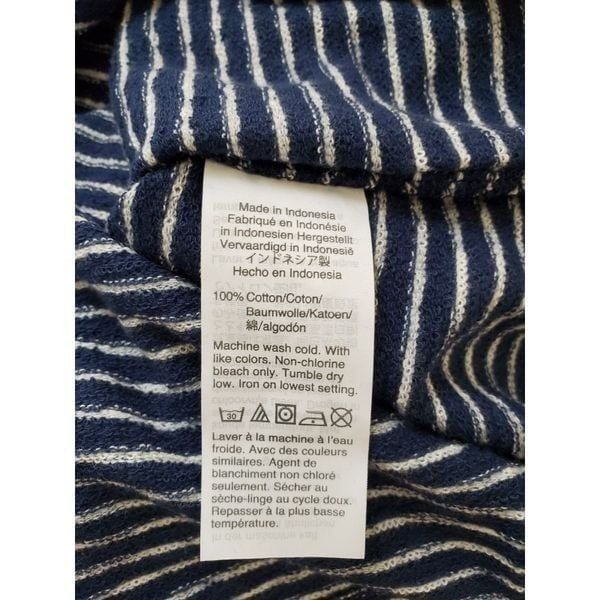 Made in Indonesia
Fabriqué en Indonésie
in Indonesien Hergestellt
Vervaardigd in Indonesië
インドネシア製
Hecho en Indonesia
100% Cotton/Coton/
Baumwolle/Katoen/
綿/algodón
Machine wash cold. With
like colors. Non-chlorine
bleach only. Tumble dry
low. Iron on lowest setting.
30
Laver à la machine à l'eau
froide. Avec des couleurs
similaires. Agent de
blanchiment non chloré
seulement. Sécher au
sèche-linge au cycle doux.
Repasser à la plus basse
température.